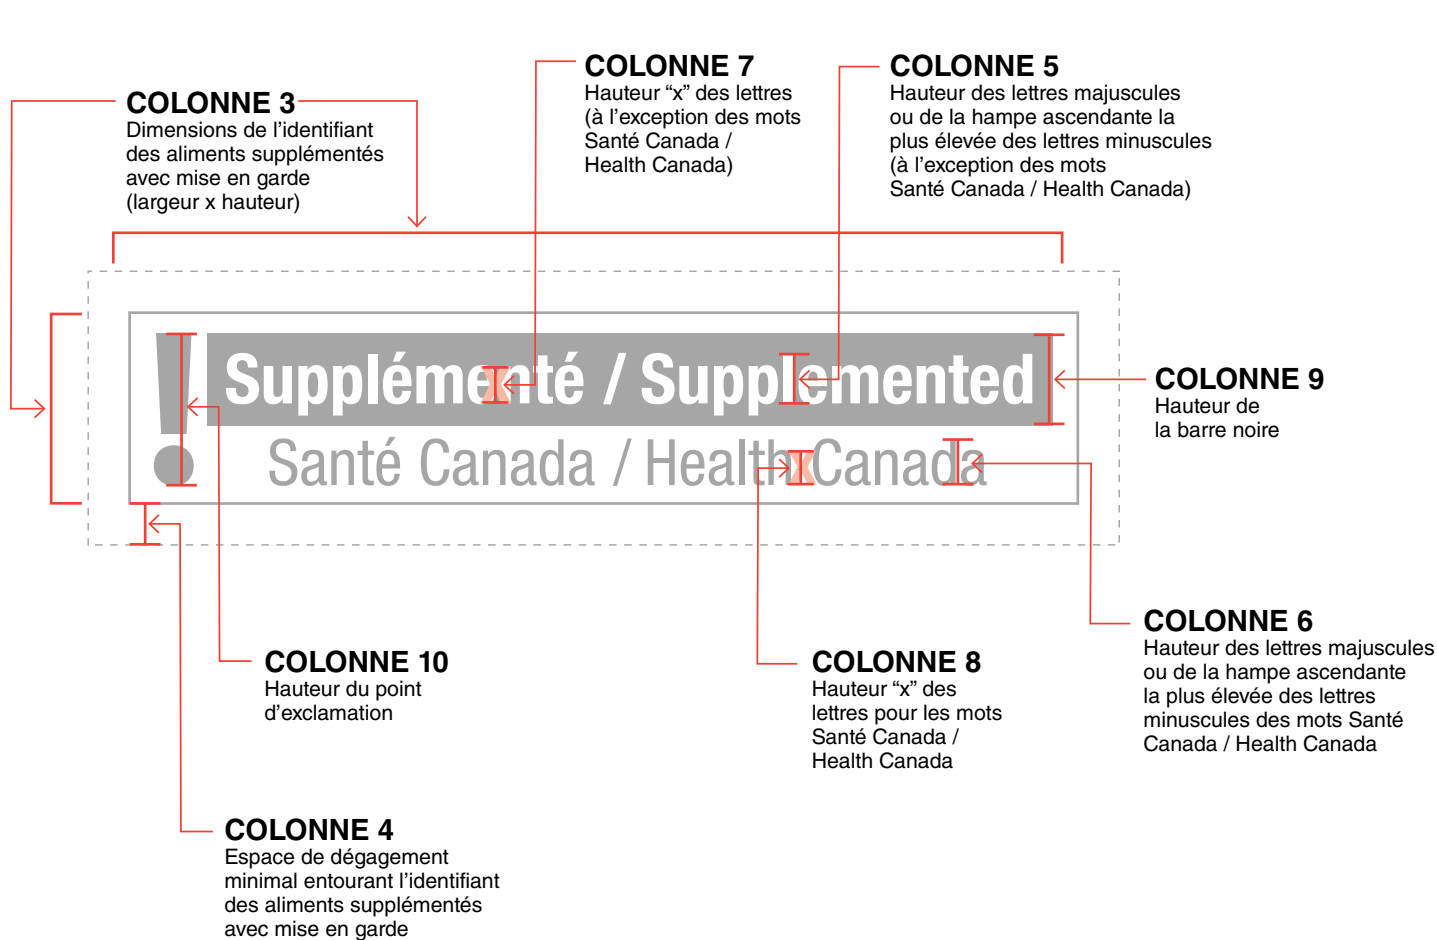 COLONNE 7
Hauteur “x” des lettres
(à l’exception des mots
Santé Canada /
Health Canada)
COLONNE 5
Hauteur des lettres majuscules
ou de la hampe ascendante la
plus élevée des lettres minuscules
(à l’exception des mots
Santé Canada / Health Canada)
COLONNE 3
Dimensions de l’identifiant
des aliments supplémentés
avec mise en garde
(largeur x hauteur)
! Supplémenté / Supplemented
Santé Canada / Health Canada
x
x
COLONNE 9
Hauteur de
la barre noire
COLONNE 6
Hauteur des lettres majuscules
ou de la hampe ascendante
la plus élevée des lettres
minuscules des mots Santé
Canada / Health Canada
COLONNE 10
Hauteur du point
d’exclamation
COLONNE 8
Hauteur “x” des
lettres pour les mots
Santé Canada /
Health Canada
COLONNE 4
Espace de dégagement
minimal entourant l’identifiant
des aliments supplémentés
avec mise en garde